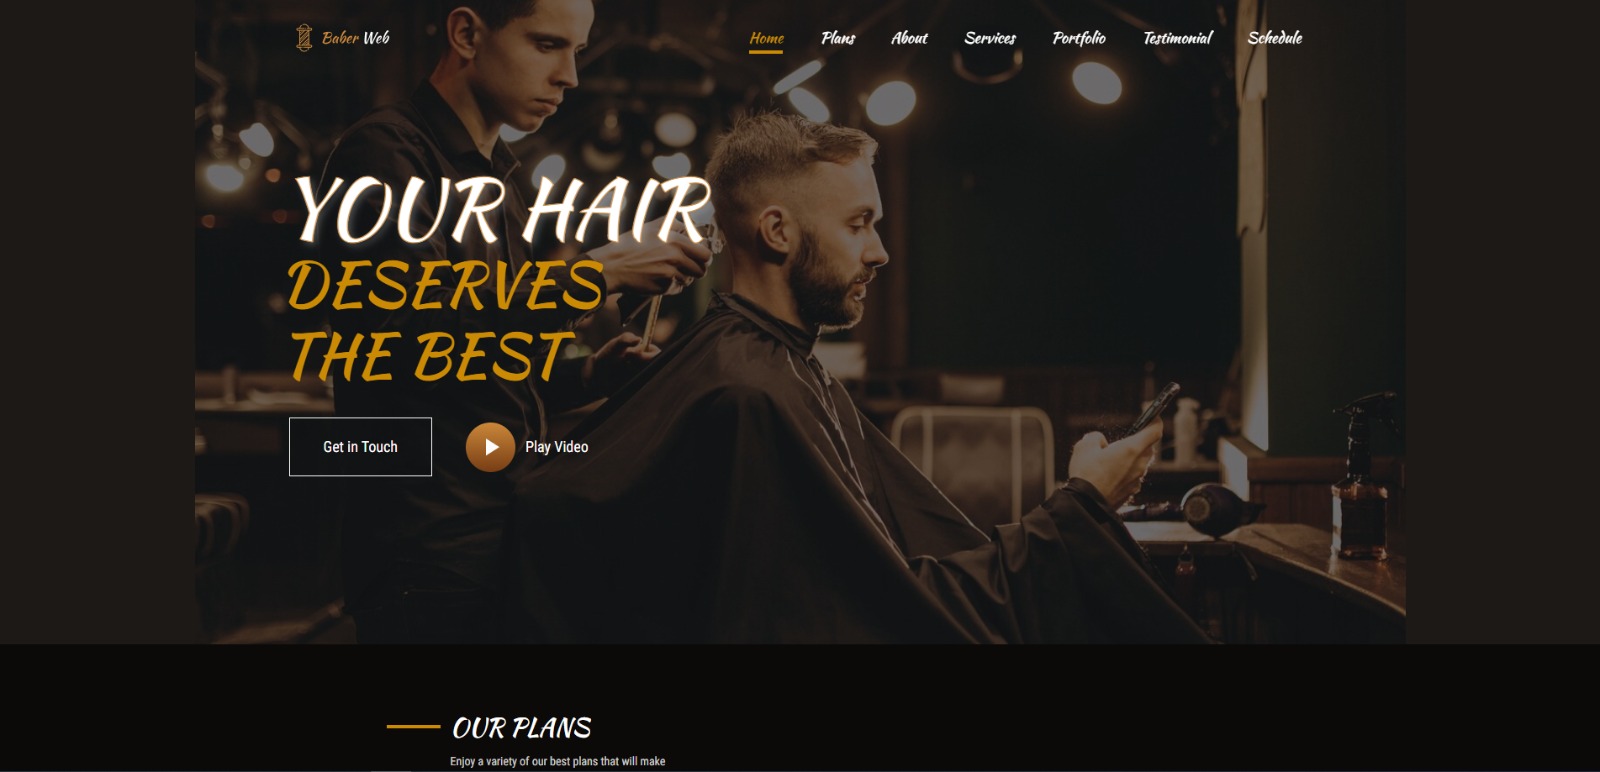 Baber Web
Home Plans About Services Portfolio Testimonial Schedule
YOUR HAIR
DESERVES
THE BEST
Get in Touch
Play Video
OUR PLANS
Enjoy a variety of our best plans that will make